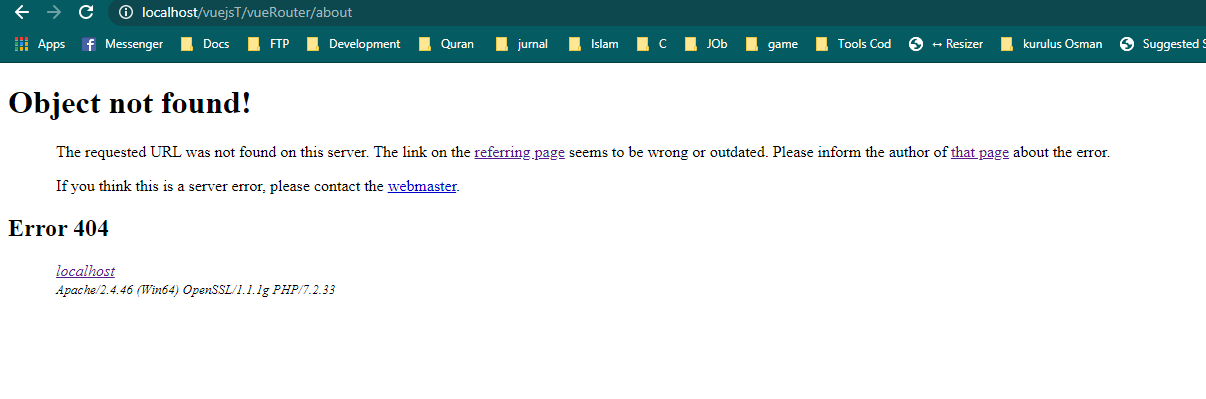 localhost/vuejsT/vueRouter/about
Apps Messenger Docs FTP Development Quran jurnal Islam C JOb game Tools Cod ↔ Resizer kurulus Osman Suggested S
Object not found!
The requested URL was not found on this server. The link on the referring page seems to be wrong or outdated. Please inform the author of that page about the error.
If you think this is a server error, please contact the webmaster.
Error 404
localhost
Apache/2.4.46 (Win64) OpenSSL/1.1.1g PHP/7.2.33